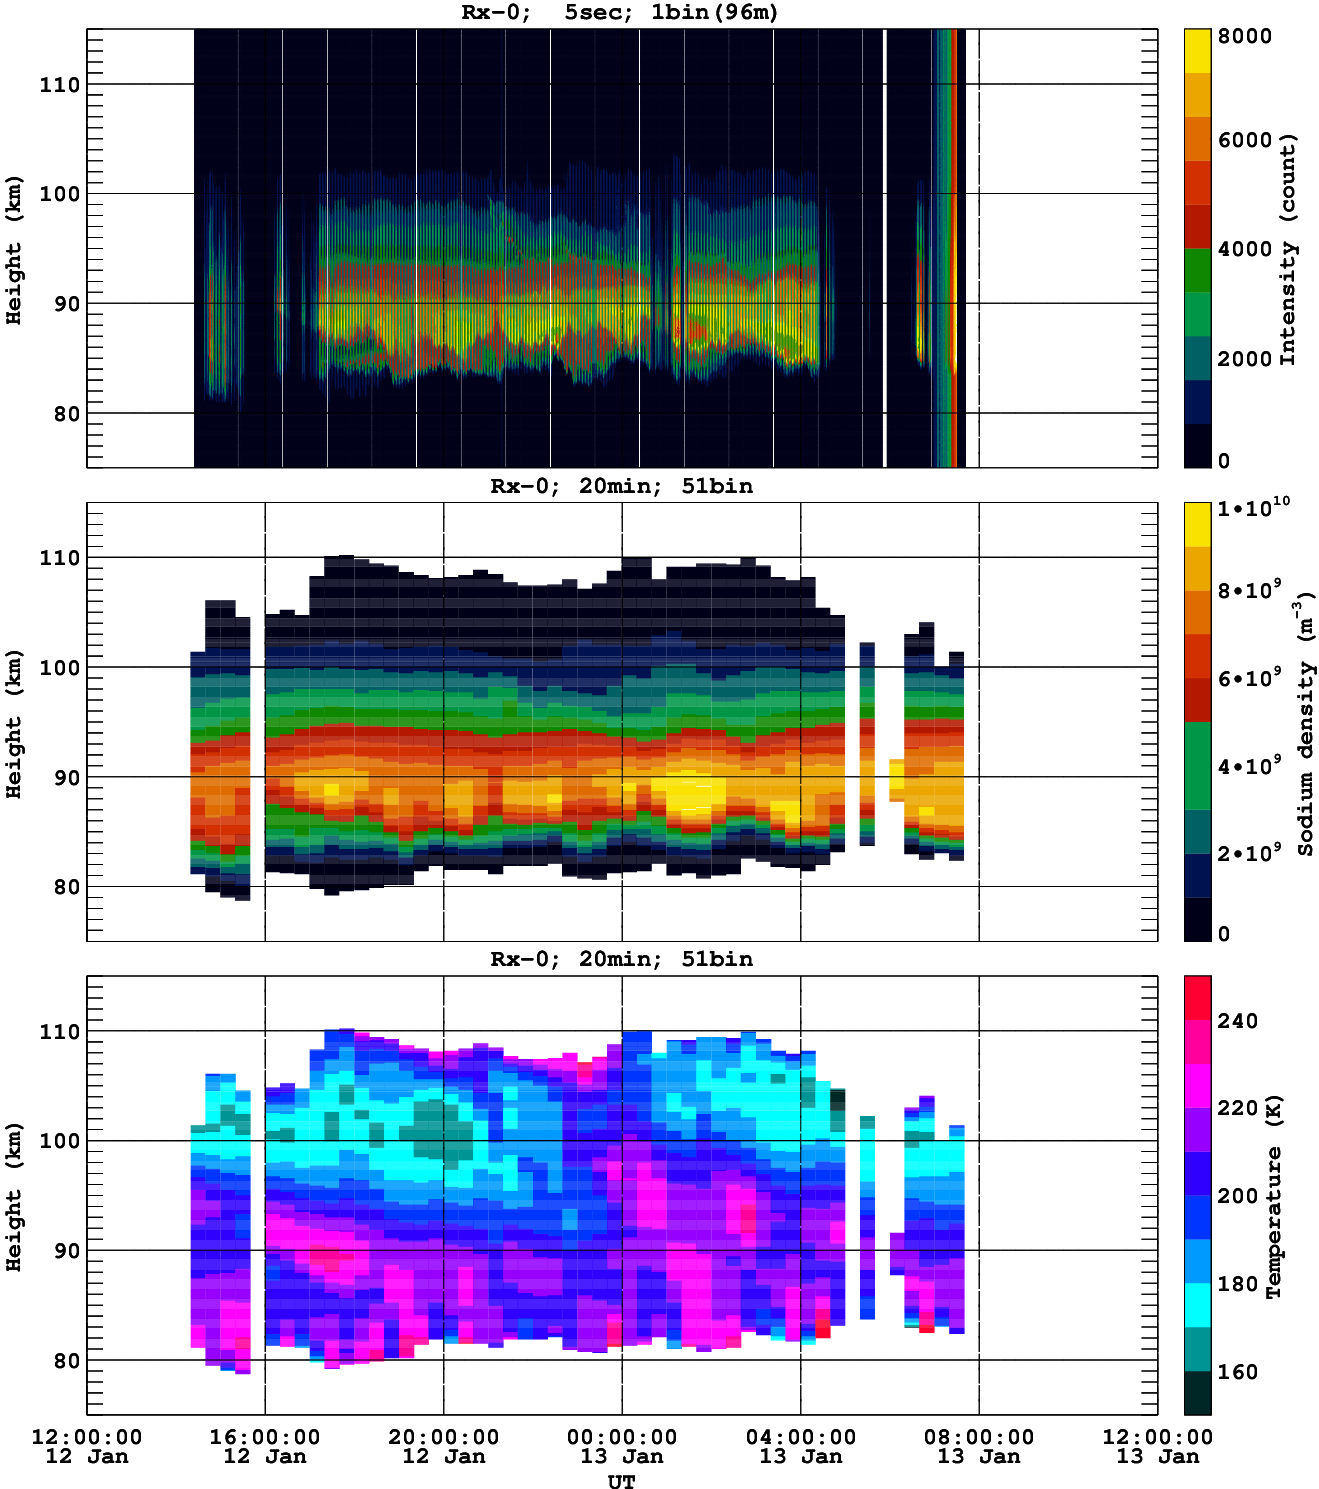 Rx-0;  5sec; 1bin(96m)
110
100
90
80
Height (km)
8000
6000
4000
2000
0
Intensity (count)
Rx-0; 20min; 51bin
110
100
90
80
Height (km)
1•10¹⁰
8•10⁹
6•10⁹
4•10⁹
2•10⁹
0
Sodium density (m⁻³)
Rx-0; 20min; 51bin
110
100
90
80
Height (km)
240
220
200
180
160
Temperature (K)
12:00:00 16:00:00 20:00:00 00:00:00 04:00:00 08:00:00 12:00:00
12 Jan 12 Jan 12 Jan 13 Jan 13 Jan 13 Jan 13 Jan
UT